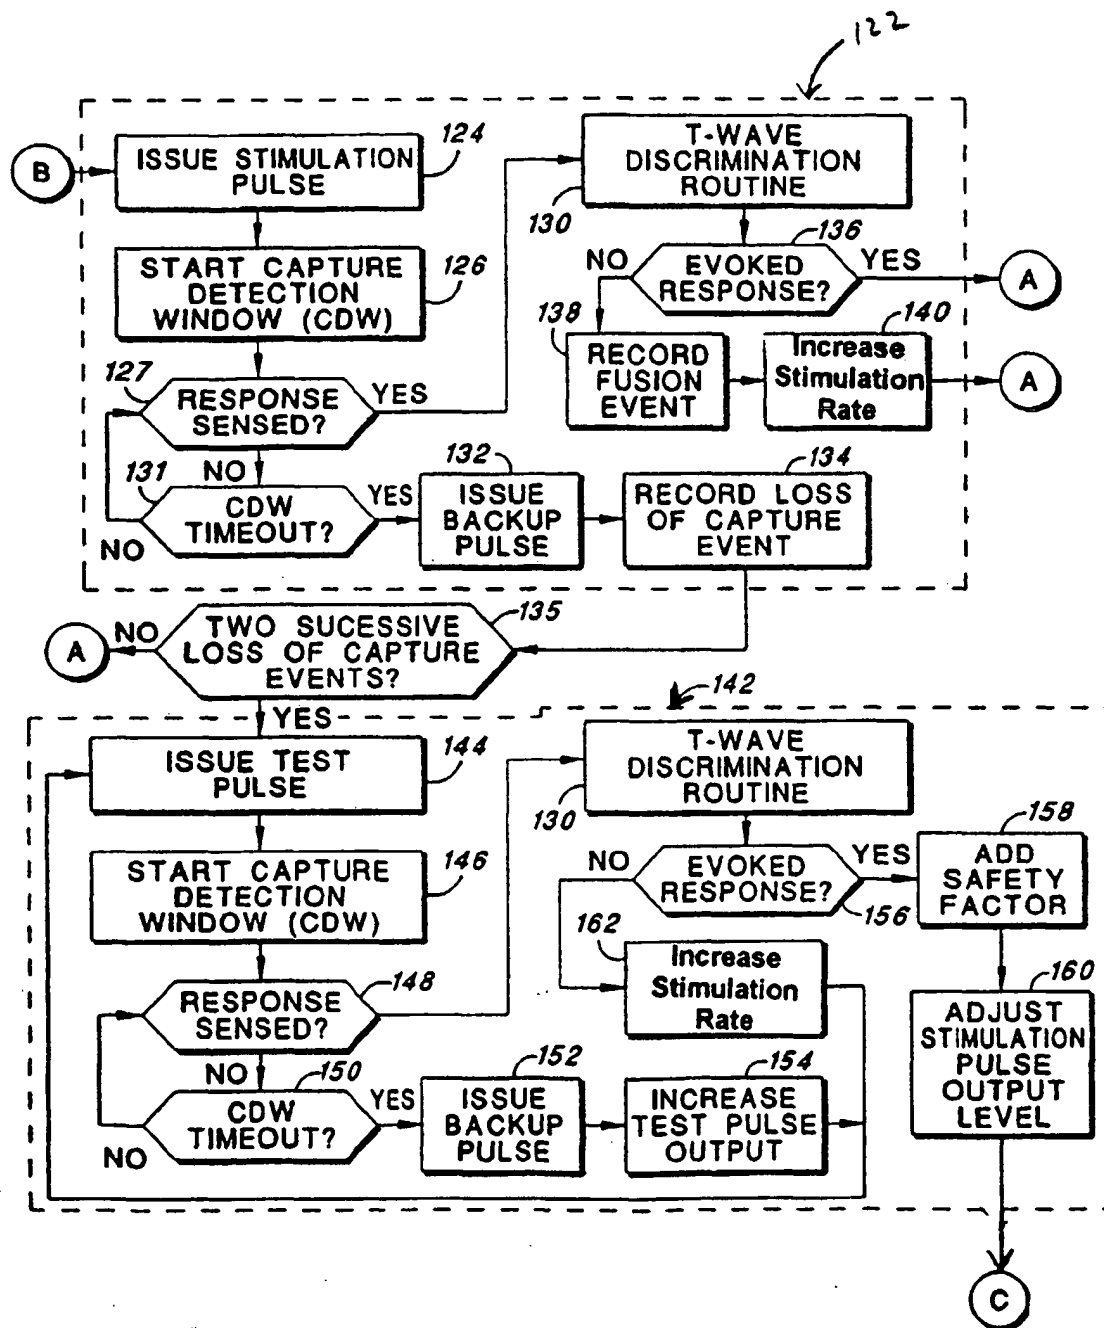 122
B
ISSUE STIMULATION
PULSE
124
T-WAVE
DISCRIMINATION
ROUTINE
130
START CAPTURE
DETECTION
WINDOW (CDW)
126
136
NO
EVOKED
RESPONSE?
YES
A
138
RECORD
FUSION
EVENT
140
Increase
Stimulation
Rate
A
127
RESPONSE
SENSED?
YES
NO
131
CDW
TIMEOUT?
YES
NO
132
ISSUE
BACKUP
PULSE
134
RECORD LOSS
OF CAPTURE
EVENT
135
TWO SUCESSIVE
LOSS OF CAPTURE
EVENTS?
NO
A
YES
142
ISSUE TEST
PULSE
144
T-WAVE
DISCRIMINATION
ROUTINE
130
START CAPTURE
DETECTION
WINDOW (CDW)
146
NO
EVOKED
RESPONSE?
YES
156
158
ADD
SAFETY
FACTOR
162
Increase
Stimulation
Rate
160
ADJUST
STIMULATION
PULSE
OUTPUT
LEVEL
RESPONSE
SENSED?
148
NO
150
CDW
TIMEOUT?
YES
NO
152
ISSUE
BACKUP
PULSE
154
INCREASE
TEST PULSE
OUTPUT
C